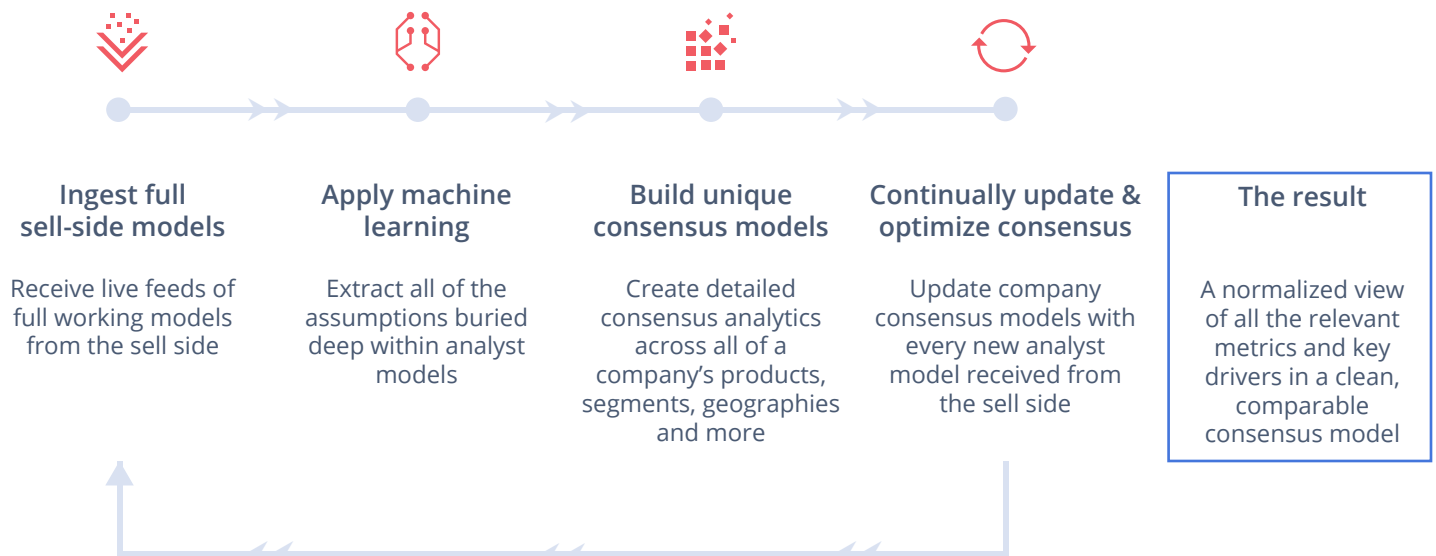 Ingest full
sell-side models
Receive live feeds of
full working models
from the sell side
Apply machine
learning
Extract all of the
assumptions buried
deep within analyst
models
Build unique
consensus models
Create detailed
consensus analytics
across all of a
company’s products,
segments, geographies
and more
Continually update &
optimize consensus
Update company
consensus models with
every new analyst
model received from
the sell side
The result
A normalized view
of all the relevant
metrics and key
drivers in a clean,
comparable
consensus model